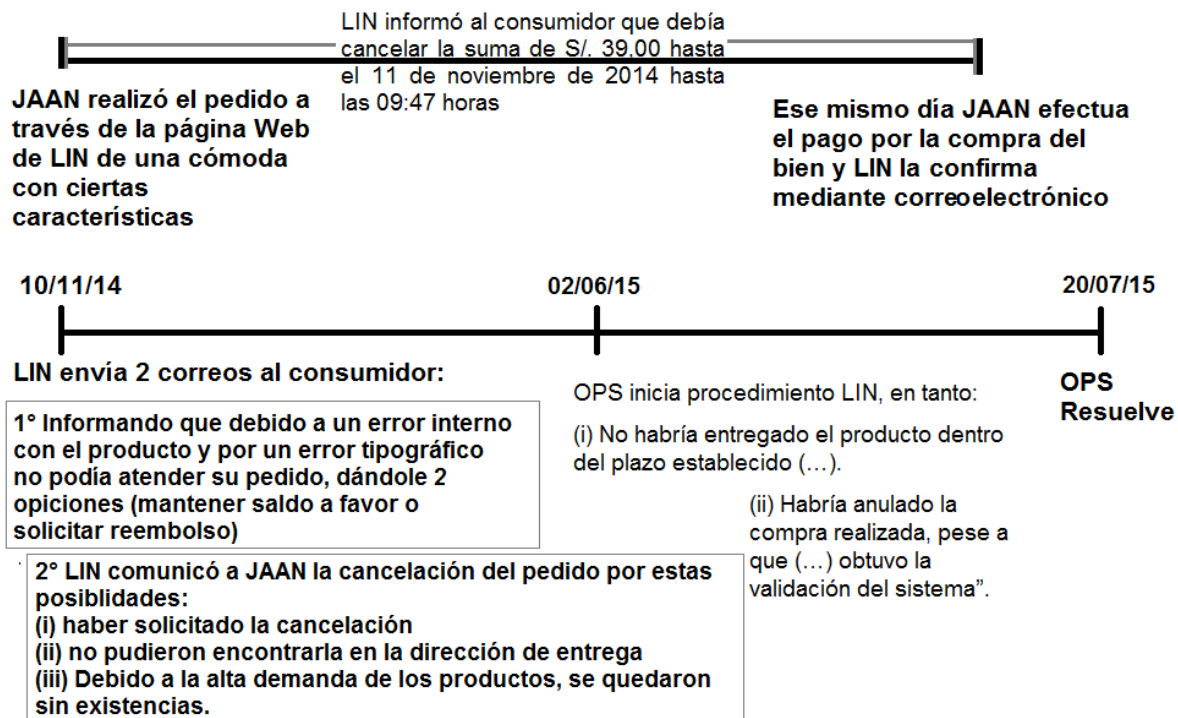 LIN informó al consumidor que debía
cancelar la suma de S/. 39,00 hasta
el 11 de noviembre de 2014 hasta
las 09:47 horas
JAAN realizó el pedido a
través de la página Web
de LIN de una cómoda
con ciertas
características
Ese mismo día JAAN efectua
el pago por la compra del
bien y LIN la confirma
mediante correoelectrónico
10/11/14
02/06/15
20/07/15
LIN envía 2 correos al consumidor:
1° Informando que debido a un error interno
con el producto y por un error tipográfico
no podía atender su pedido, dándole 2
opiciones (mantener saldo a favor o
solicitar reembolso)
2° LIN comunicó a JAAN la cancelación del pedido por estas
posiblidades:
(i) haber solicitado la cancelación
(ii) no pudieron encontrarla en la dirección de entrega
(iii) Debido a la alta demanda de los productos, se quedaron
sin existencias.
OPS inicia procedimiento LIN, en tanto:
(i) No habría entregado el producto dentro
del plazo establecido (…).
(ii) Habría anulado la
compra realizada, pese a
que (…) obtuvo la
validación del sistema”.
OPS
Resuelve